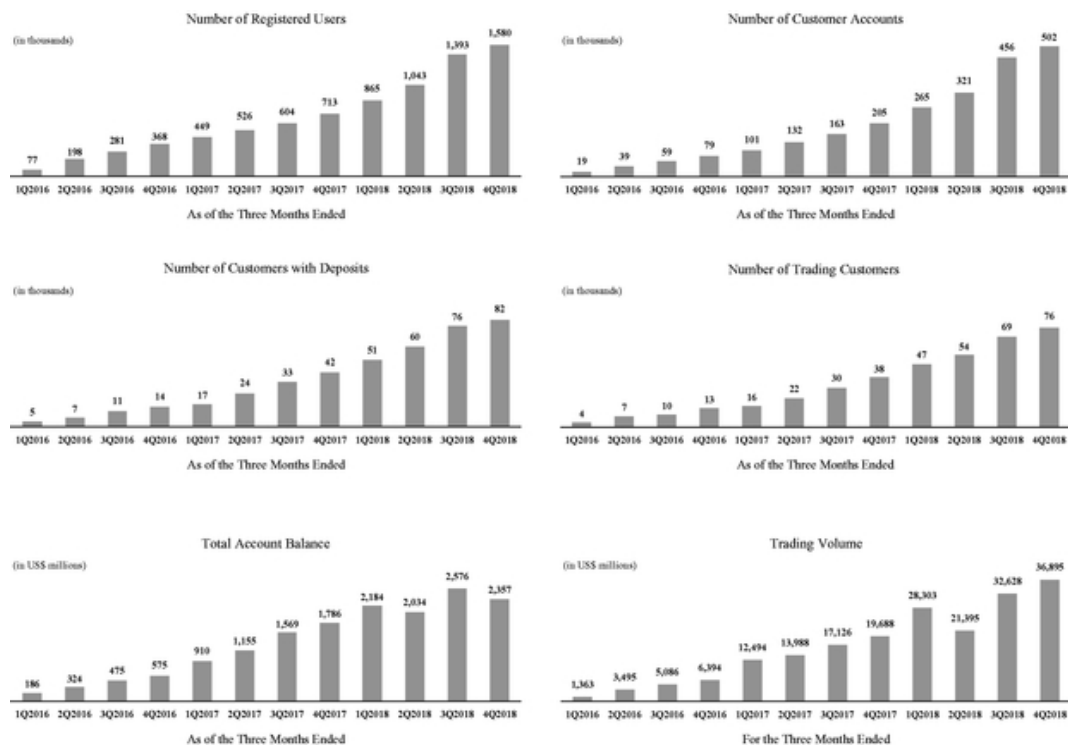 Number of Registered Users
(in thousands)
77 198 281 368 449 526 604 713 865 1,043 1,393 1,580
1Q2016 2Q2016 3Q2016 4Q2016 1Q2017 2Q2017 3Q2017 4Q2017 1Q2018 2Q2018 3Q2018 4Q2018
As of the Three Months Ended
Number of Customer Accounts
(in thousands)
19 39 59 79 101 132 163 205 265 321 456 502
1Q2016 2Q2016 3Q2016 4Q2016 1Q2017 2Q2017 3Q2017 4Q2017 1Q2018 2Q2018 3Q2018 4Q2018
As of the Three Months Ended
Number of Customers with Deposits
(in thousands)
5 7 11 14 17 24 33 42 51 60 76 82
1Q2016 2Q2016 3Q2016 4Q2016 1Q2017 2Q2017 3Q2017 4Q2017 1Q2018 2Q2018 3Q2018 4Q2018
As of the Three Months Ended
Number of Trading Customers
(in thousands)
4 7 10 13 16 22 30 38 47 54 69 76
1Q2016 2Q2016 3Q2016 4Q2016 1Q2017 2Q2017 3Q2017 4Q2017 1Q2018 2Q2018 3Q2018 4Q2018
As of the Three Months Ended
Total Account Balance
(in US$ millions)
186 324 475 575 910 1,155 1,569 1,786 2,184 2,034 2,576 2,357
1Q2016 2Q2016 3Q2016 4Q2016 1Q2017 2Q2017 3Q2017 4Q2017 1Q2018 2Q2018 3Q2018 4Q2018
As of the Three Months Ended
Trading Volume
(in US$ millions)
1,363 3,495 5,086 6,394 12,494 13,988 17,126 19,688 28,303 21,395 32,628 36,895
1Q2016 2Q2016 3Q2016 4Q2016 1Q2017 2Q2017 3Q2017 4Q2017 1Q2018 2Q2018 3Q2018 4Q2018
For the Three Months Ended